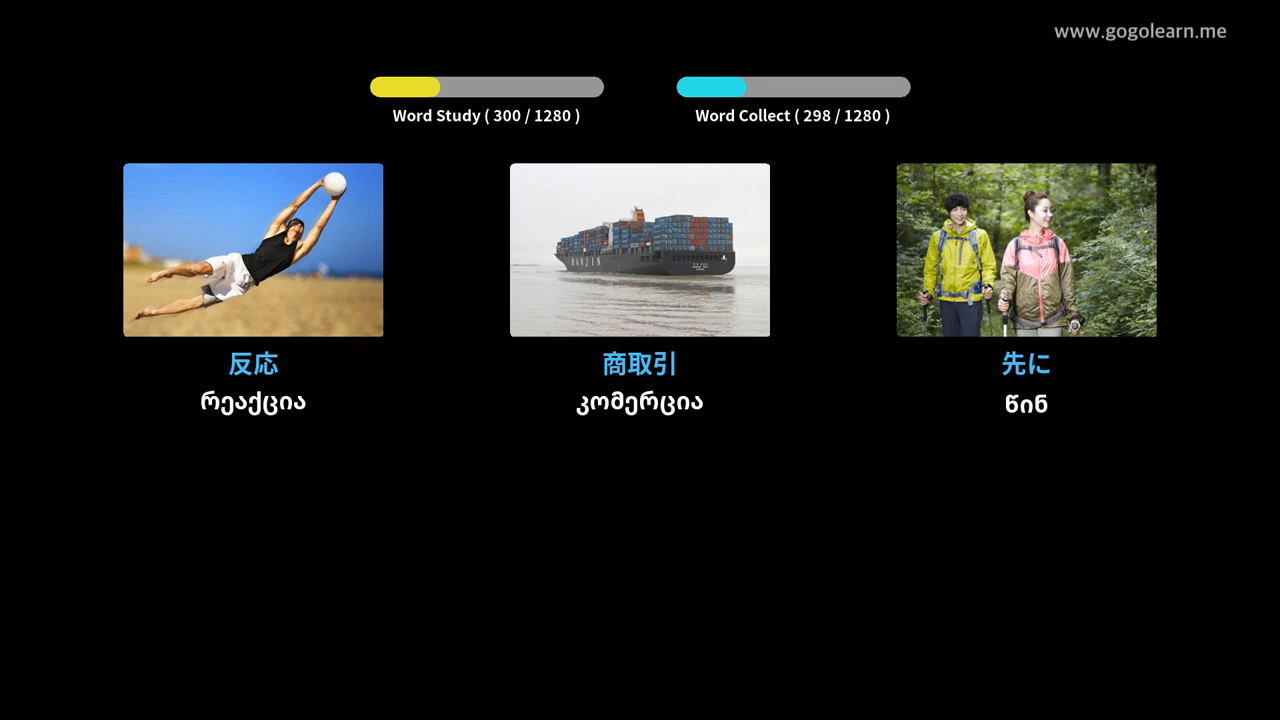 www.gogolearn.me
Word Study ( 300 / 1280 )
Word Collect ( 298 / 1280 )
HANJIN
反応
商取引
先に
რეაქცია
კომერცია
წინ